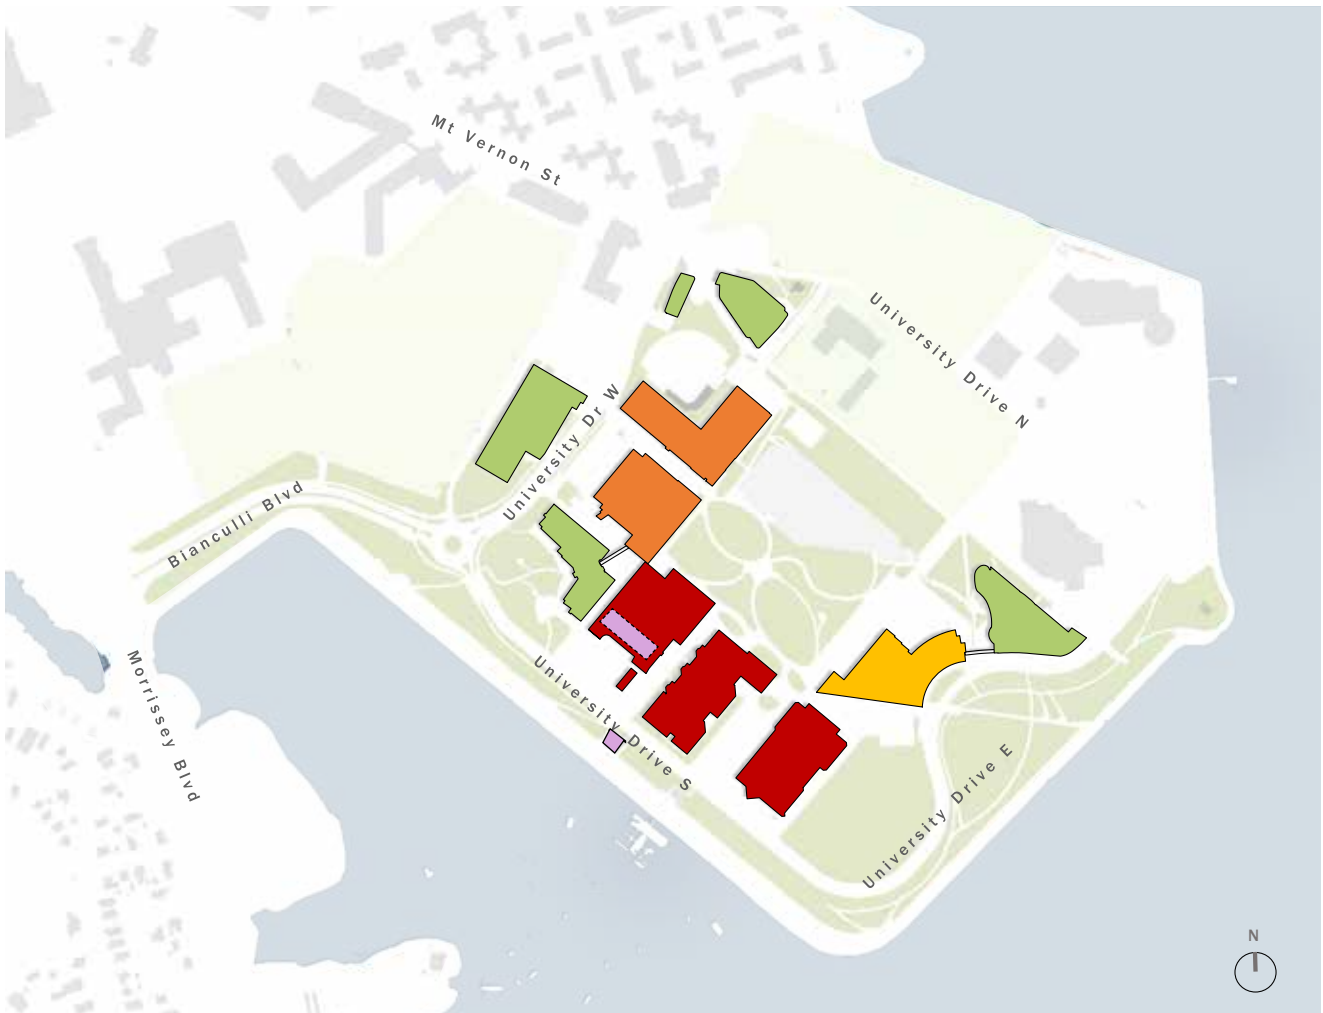 Mt Vernon St
University Drive N
University Dr W
Bianculli Blvd
Morrissey Blvd
University Drive S
University Drive E
N